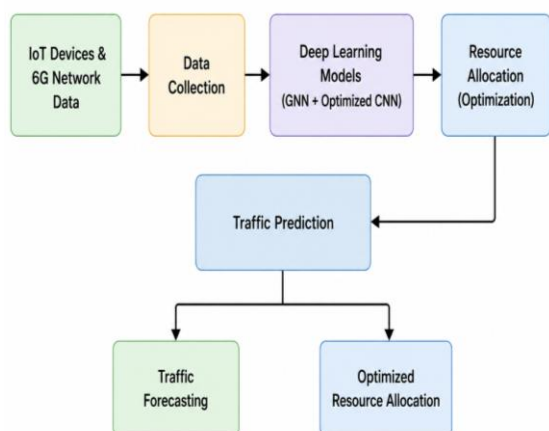 IoT Devices &
6G Network
Data
Data
Collection
Deep Learning
Models
(GNN + Optimized CNN)
Resource
Allocation
(Optimization)
Traffic Prediction
Traffic
Forecasting
Optimized
Resource Allocation